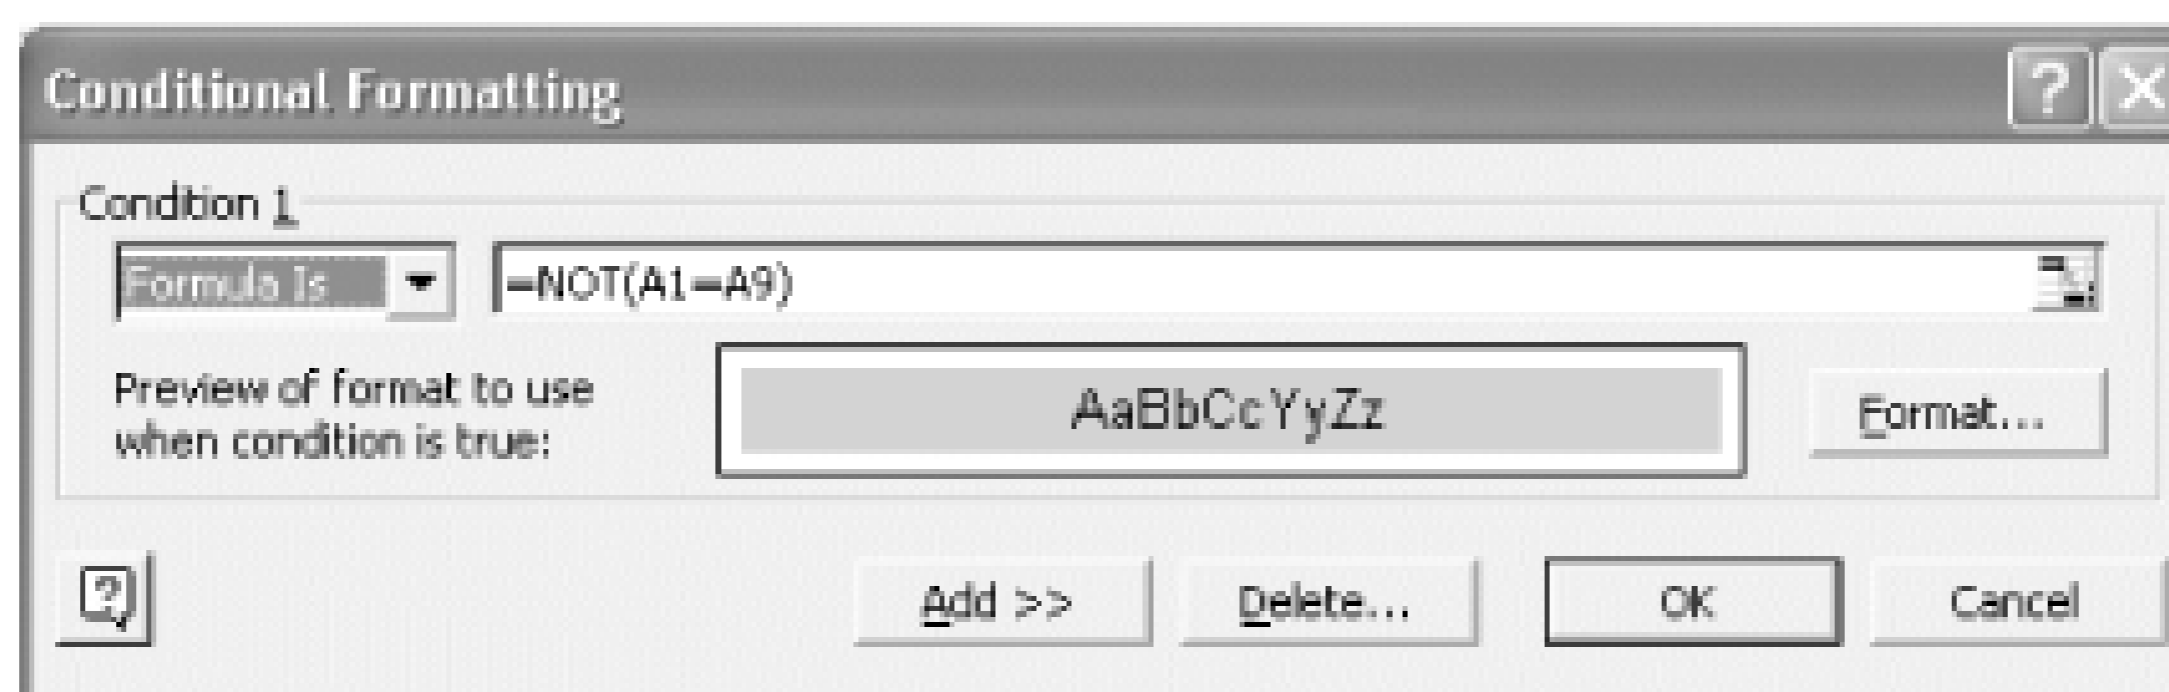 Conditional Formatting
Condition 1
Formula Is
=NOT(A1=A9)
Preview of format to use
when condition is true:
AaBbCcYyZz
Format...
Add >>
Delete...
OK
Cancel